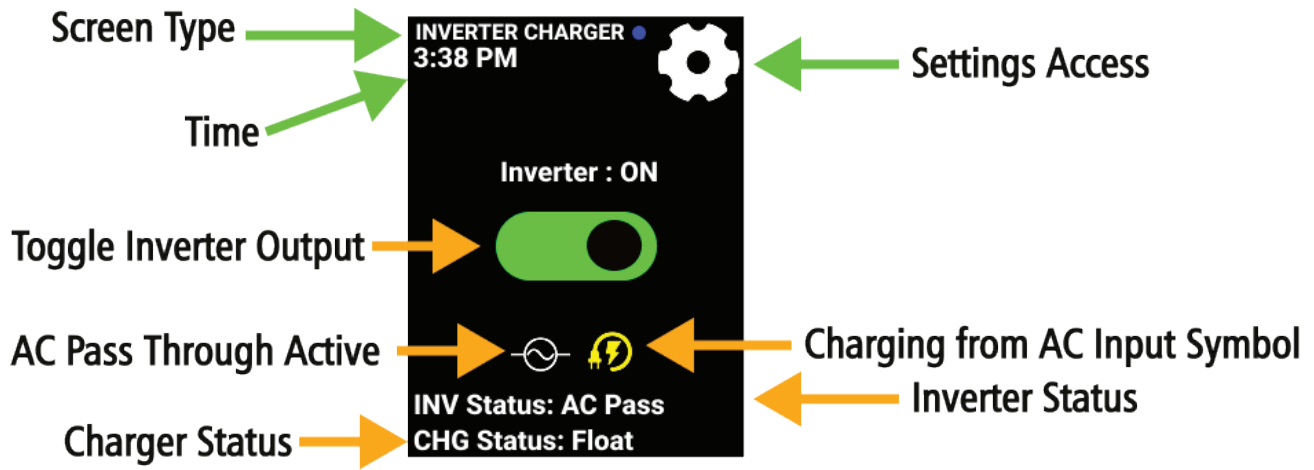 Screen Type
INVERTER CHARGER
3:38 PM
Settings Access
Time
Inverter : ON
Toggle Inverter Output
AC Pass Through Active
Charging from AC Input Symbol
INV Status: AC Pass
Inverter Status
Charger Status
CHG Status: Float